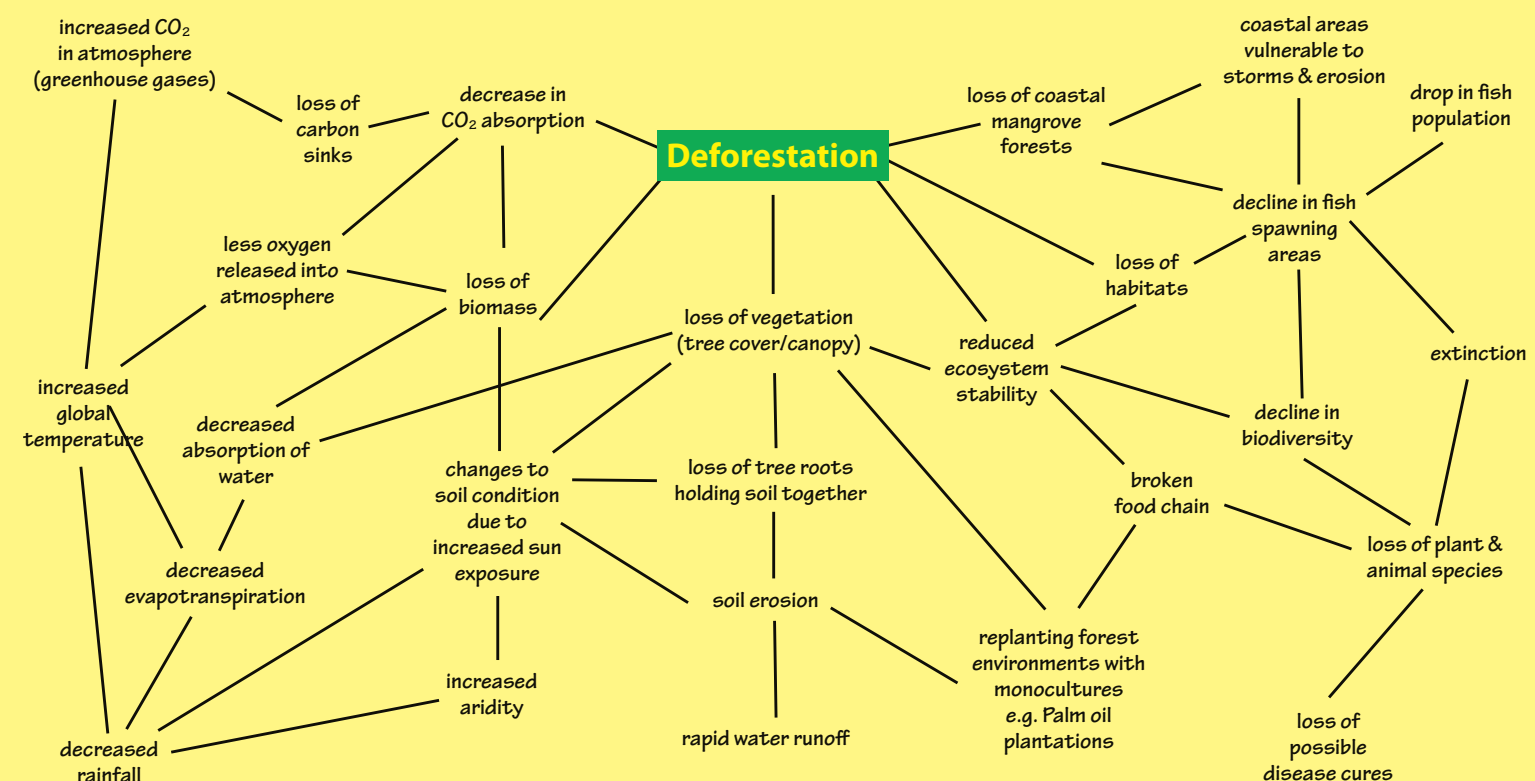 increased CO₂
in atmosphere
(greenhouse gases)
loss of
carbon
sinks
decrease in
CO₂ absorption
Deforestation
loss of coastal
mangrove
forests
coastal areas
vulnerable to
storms & erosion
drop in fish
population
less oxygen
released into
atmosphere
loss of
biomass
loss of vegetation
(tree cover/canopy)
reduced
ecosystem
stability
loss of
habitats
decline in fish
spawning
areas
extinction
increased
global
temperature
decreased
absorption of
water
changes to
soil condition
due to
increased sun
exposure
loss of tree roots
holding soil together
broken
food chain
decline in
biodiversity
loss of plant &
animal species
decreased
evapotranspiration
soil erosion
replanting forest
environments with
monocultures
e.g. Palm oil
plantations
increased
aridity
rapid water runoff
decreased
rainfall
loss of
possible
disease cures